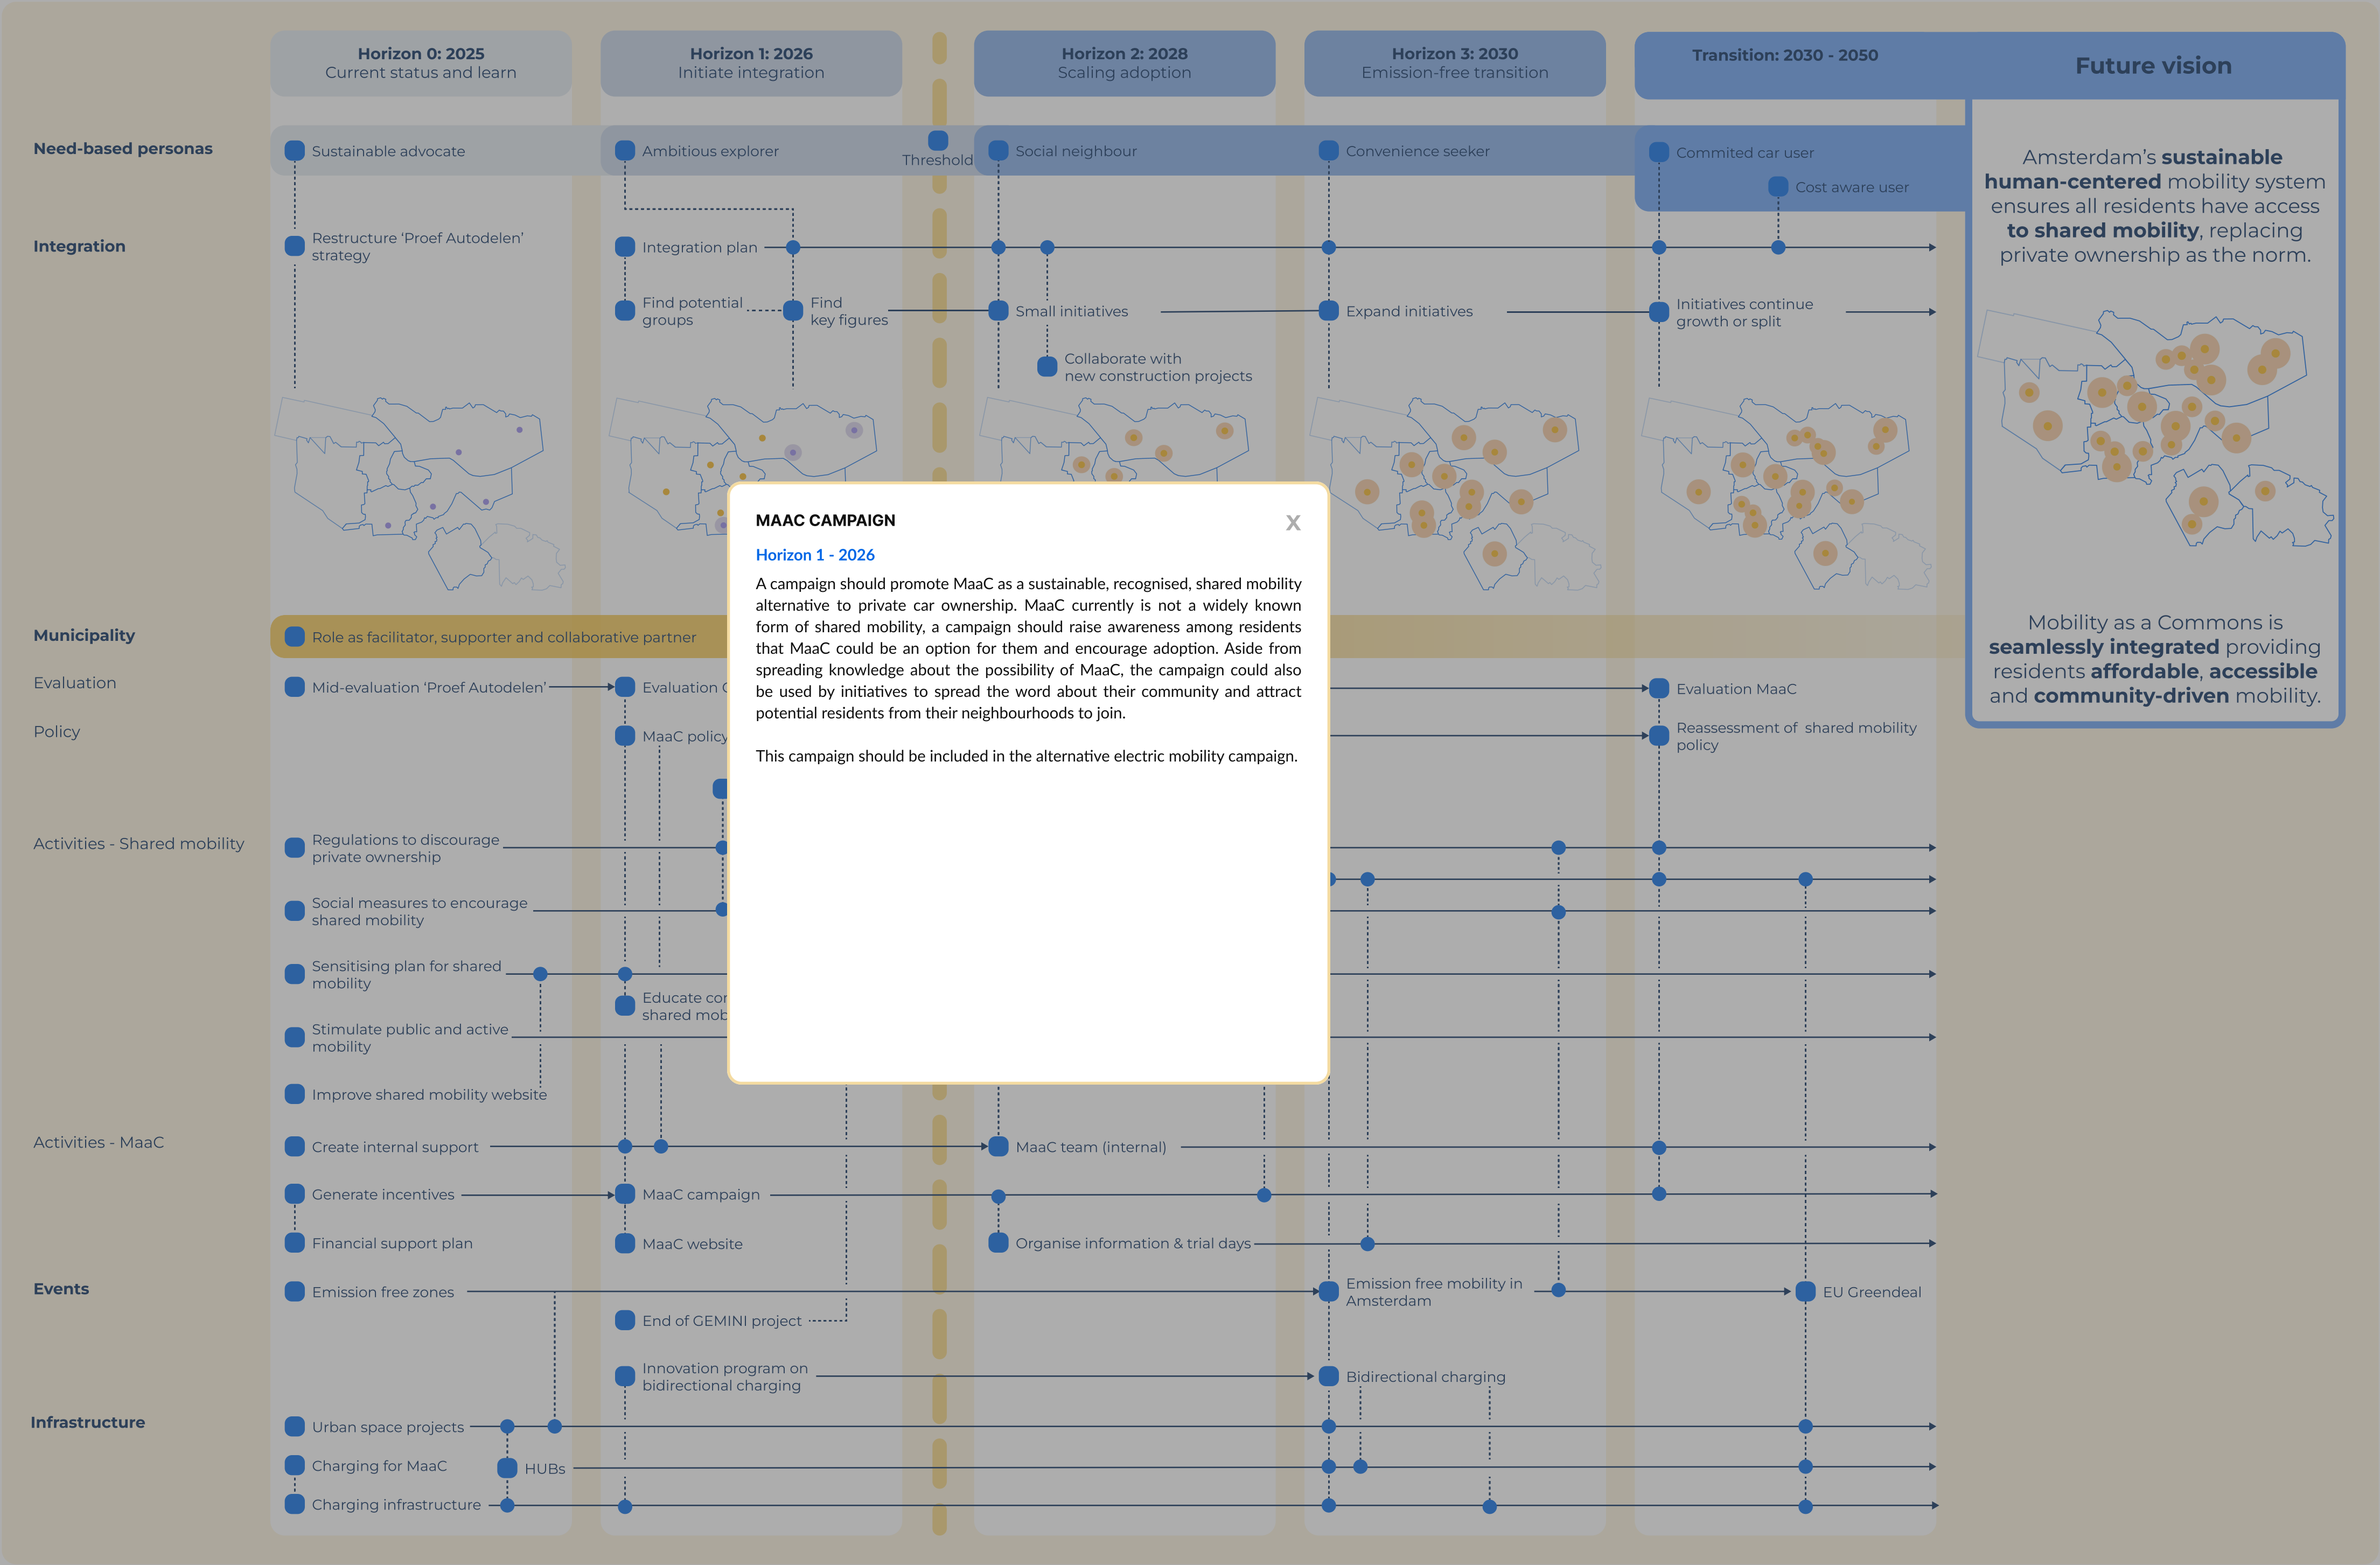 Horizon 0: 2025
Current status and learn
Horizon 1: 2026
Initiate integration
Horizon 2: 2028
Scaling adoption
Horizon 3: 2030
Emission-free transition
Transition: 2030 - 2050
Future vision
Need-based personas
Sustainable advocate
Ambitious explorer
Threshold
Social neighbour
Convenience seeker
Commited car user
Cost aware user
Amsterdam's sustainable
human-centered mobility system
ensures all residents have access
to shared mobility, replacing
private ownership as the norm.
Integration
Restructure ‘Proef Autodelen’
strategy
Integration plan
Find potential
groups
Find
key figures
Small initiatives
Expand initiatives
Initiatives continue
growth or split
Collaborate with
new construction projects
MAAC CAMPAIGN
X
Horizon 1 - 2026
A campaign should promote MaaC as a sustainable, recognised, shared mobility
alternative to private car ownership. MaaC currently is not a widely known
form of shared mobility, a campaign should raise awareness among residents
that MaaC could be an option for them and encourage adoption. Aside from
spreading knowledge about the possibility of MaaC, the campaign could also
be used by initiatives to spread the word about their community and attract
potential residents from their neighbourhoods to join.
This campaign should be included in the alternative electric mobility campaign.
Mobility as a Commons is
seamlessly integrated providing
residents affordable, accessible
and community-driven mobility.
Municipality
Role as facilitator, supporter and collaborative partner
Evaluation
Mid-evaluation ‘Proef Autodelen’
Evaluation
Evaluation MaaC
Policy
MaaC policy
Reassessment of shared mobility
policy
Activities - Shared mobility
Regulations to discourage
private ownership
Social measures to encourage
shared mobility
Sensitising plan for shared
mobility
Educate
shared
Stimulate public and active
mobility
Improve shared mobility website
Activities - MaaC
Create internal support
MaaC team (internal)
Generate incentives
MaaC campaign
Financial support plan
MaaC website
Organise information & trial days
Events
Emission free zones
Emission free mobility in
Amsterdam
EU Greendeal
End of GEMINI project
Innovation program on
bidirectional charging
Bidirectional charging
Infrastructure
Urban space projects
Charging for MaaC
HUBs
Charging infrastructure